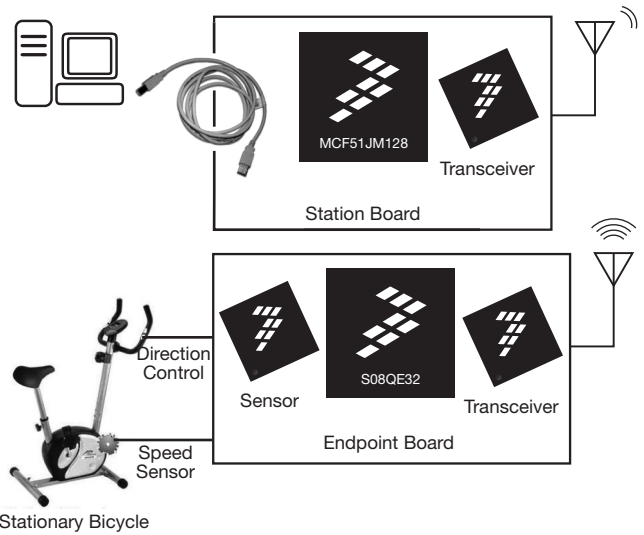 MCF51JM128
Transceiver
Station Board
Direction
Control
Sensor
S08QE32
Transceiver
Endpoint Board
Speed
Sensor
Stationary Bicycle